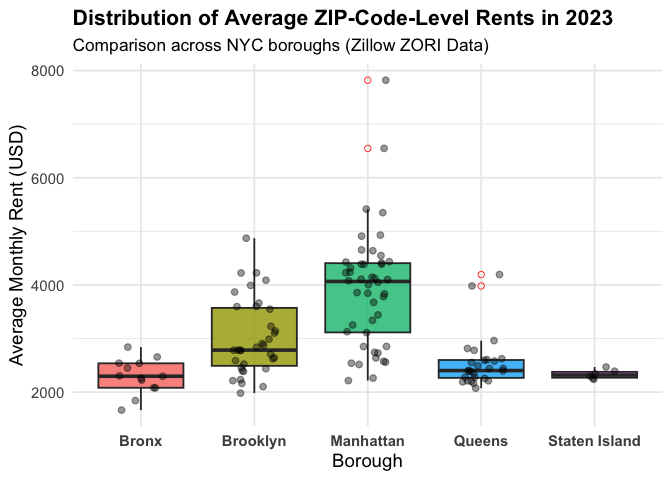 Distribution of Average ZIP-Code-Level Rents in 2023
Comparison across NYC boroughs (Zillow ZORI Data)
8000
6000
4000
2000
Average Monthly Rent (USD)
Bronx Brooklyn Manhattan Queens Staten Island
Borough